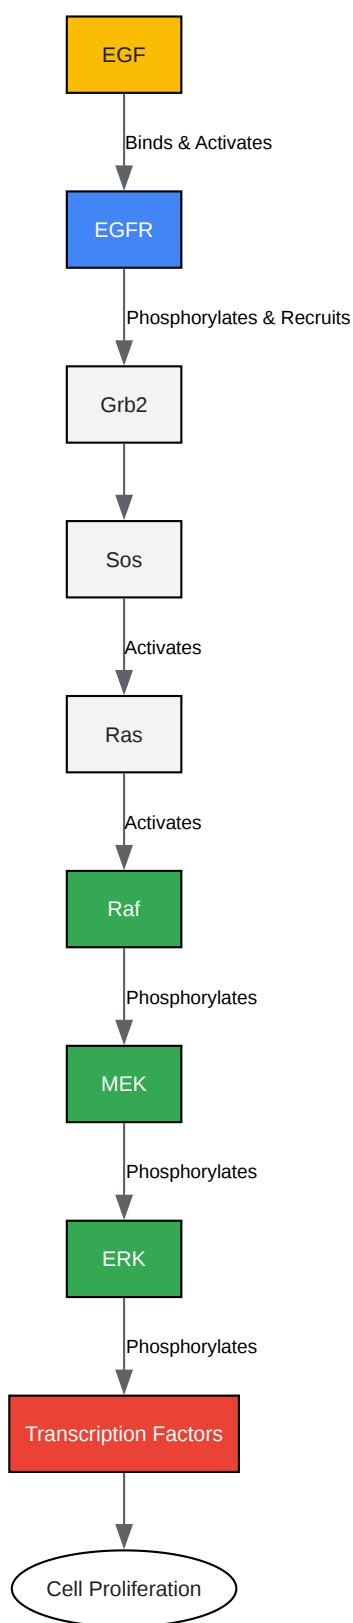 EGF
Binds & Activates
EGFR
Phosphorylates & Recruits
Grb2
Sos
Activates
Ras
Activates
Raf
Phosphorylates
MEK
Phosphorylates
ERK
Phosphorylates
Transcription Factors
Cell Proliferation